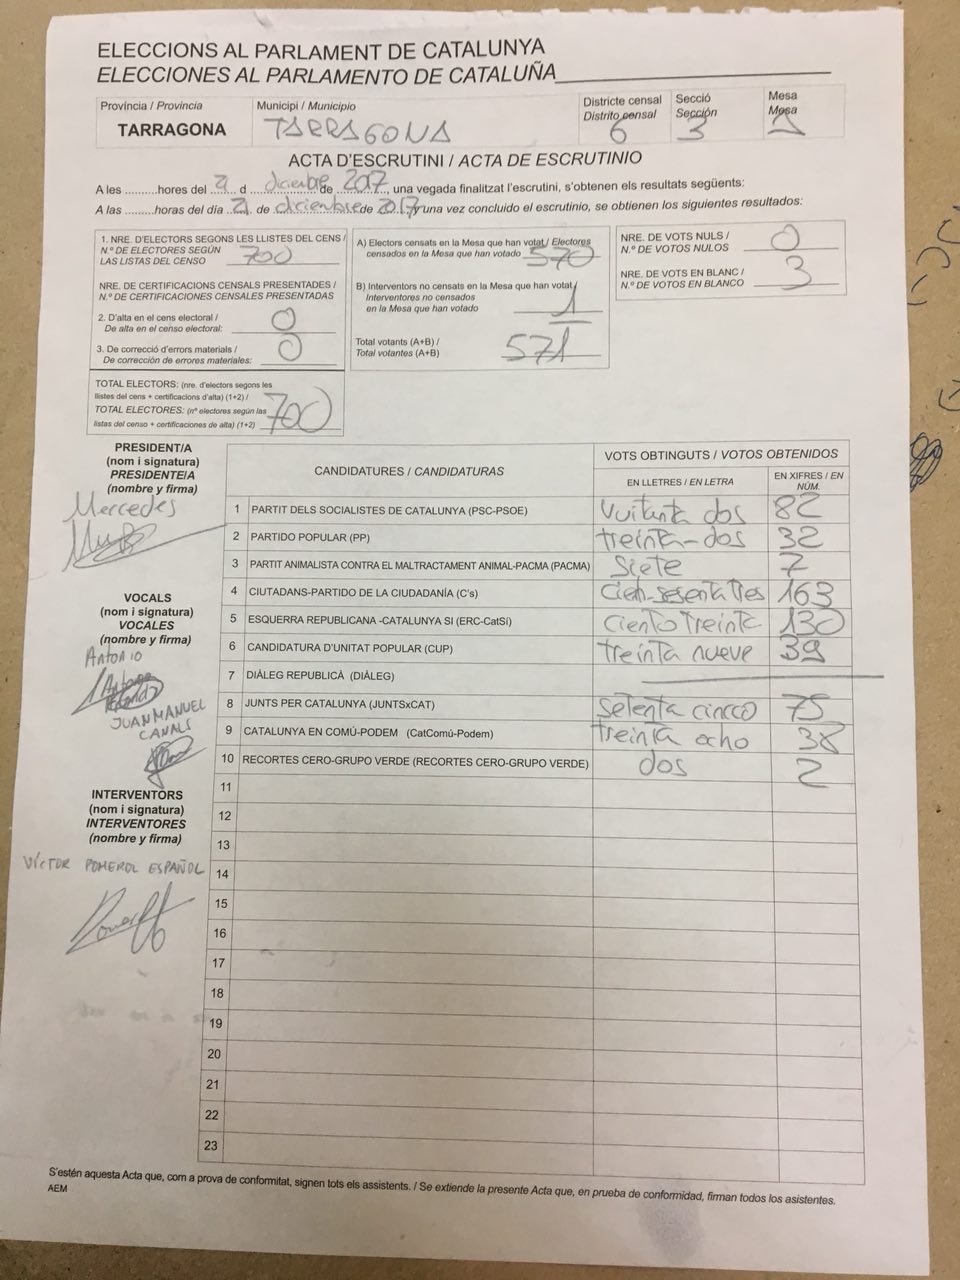 ELECCIONS AL PARLAMENT DE CATALUNYA
ELECCIONES AL PARLAMENTO DE CATALUÑA
Província / Provincia
TARRAGONA
Municipi / Municipio
TARRAGONA
Districte censal
Distrito censal
6
Secció
Sección
3
Mesa
Mesa
ACTA D'ESCRUTINI / ACTA DE ESCRUTINIO
A les ..........hores del 21 d diciembre de 2017, una vegada finalitzat l'escrutini, s'obtenen els resultats següents:
A las ..........horas del día 21 de diciembre de 2017 y una vez concluido el escrutinio, se obtienen los siguientes resultados:
1. NRE. D'ELECTORS SEGONS LES LLISTES DEL CENS /
N.º DE ELECTORES SEGÚN
LAS LISTAS DEL CENSO 700
NRE. DE CERTIFICACIONS CENSALS PRESENTADES /
N.º DE CERTIFICACIONES CENSALES PRESENTADAS
2. D'alta en el cens electoral /
De alta en el censo electoral: 0
3. De correcció d'errors materials /
De corrección de errores materiales: 0
TOTAL ELECTORS: (nre. d'electors segons les
llistes del cens + certificacions d'alta) (1+2) /
TOTAL ELECTORES: (nº electores según las
listas del censo + certificaciones de alta) (1+2) 700
A) Electors censats en la Mesa que han votat / Electores
censados en la Mesa que han votado 570
B) Interventors no censats en la Mesa que han votat /
Interventores no censados
en la Mesa que han votado 1
Total votants (A+B) /
Total votantes (A+B) 571
NRE. DE VOTS NULS /
N.º DE VOTOS NULOS 0
NRE. DE VOTS EN BLANC /
N.º DE VOTOS EN BLANCO 3
PRESIDENT/A
(nom i signatura)
PRESIDENTE/A
(nombre y firma)
Mercedes
VOCALS
(nom i signatura)
VOCALES
(nombre y firma)
ANTONIO
JUAN MANUEL
CANALS
INTERVENTORS
(nom i signatura)
INTERVENTORES
(nombre y firma)
VÍCTOR POMEROL ESPAÑOL
CANDIDATURES / CANDIDATURAS
VOTS OBTINGUTS / VOTOS OBTENIDOS
EN LLETRES / EN LETRA
EN XIFRES / EN NÚM.
1 PARTIT DELS SOCIALISTES DE CATALUNYA (PSC-PSOE) Vuitanta dos 82
2 PARTIDO POPULAR (PP) treinta-dos 32
3 PARTIT ANIMALISTA CONTRA EL MALTRACTAMENT ANIMAL-PACMA (PACMA) Siete 7
4 CIUTADANS-PARTIDO DE LA CIUDADANÍA (C's) Cien-sesenta tres 163
5 ESQUERRA REPUBLICANA -CATALUNYA SÍ (ERC-CatSí) Ciento treinta 130
6 CANDIDATURA D'UNITAT POPULAR (CUP) treinta nueve 39
7 DIÀLEG REPUBLICÀ (DIÀLEG)
8 JUNTS PER CATALUNYA (JUNTSxCAT) Setenta cincco 75
9 CATALUNYA EN COMÚ-PODEM (CatComú-Podem) Treinta ocho 38
10 RECORTES CERO-GRUPO VERDE (RECORTES CERO-GRUPO VERDE) dos 2
11
12
13
14
15
16
17
18
19
20
21
22
23
S'estén aquesta Acta que, com a prova de conformitat, signen tots els assistents. / Se extiende la presente Acta que, en prueba de conformidad, firman todos los asistentes.
AEM